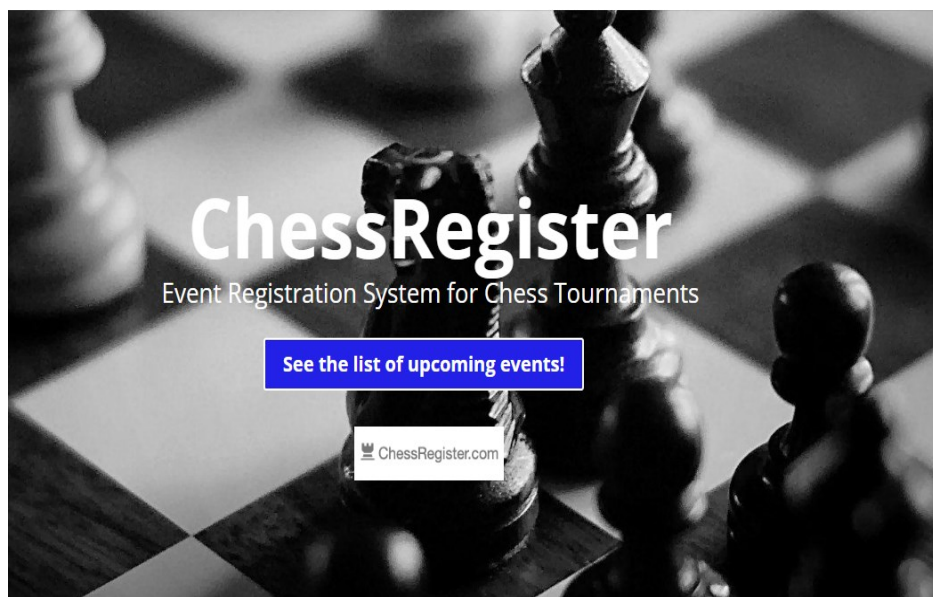 ChessRegister
Event Registration System for Chess Tournaments
See the list of upcoming events!
ChessRegister.com